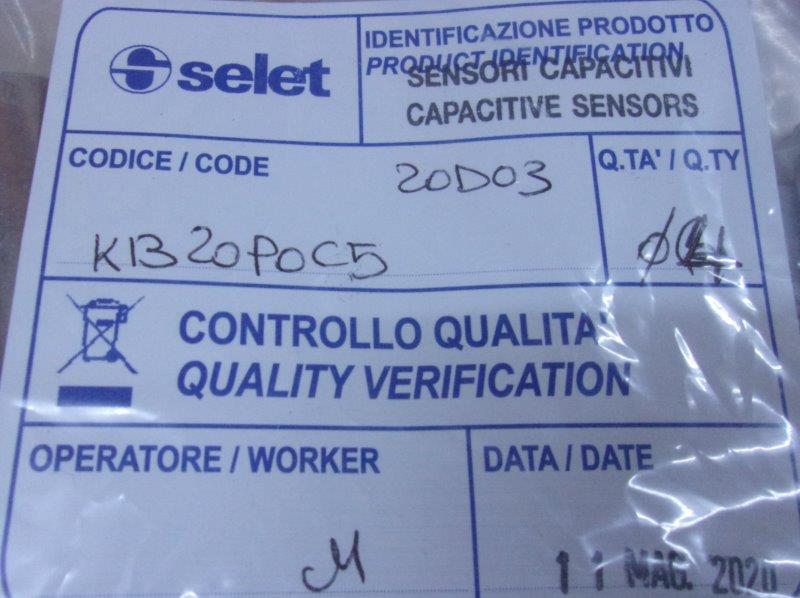 selet
IDENTIFICAZIONE PRODOTTO
PRODUCT IDENTIFICATION
SENSORI CAPACITIVI
CAPACITIVE SENSORS
CODICE / CODE
20D03
KB20POC5
Q.TA' / Q.TY
CONTROLLO QUALITA'
QUALITY VERIFICATION
OPERATORE / WORKER
M
DATA / DATE
11 MAG. 2020